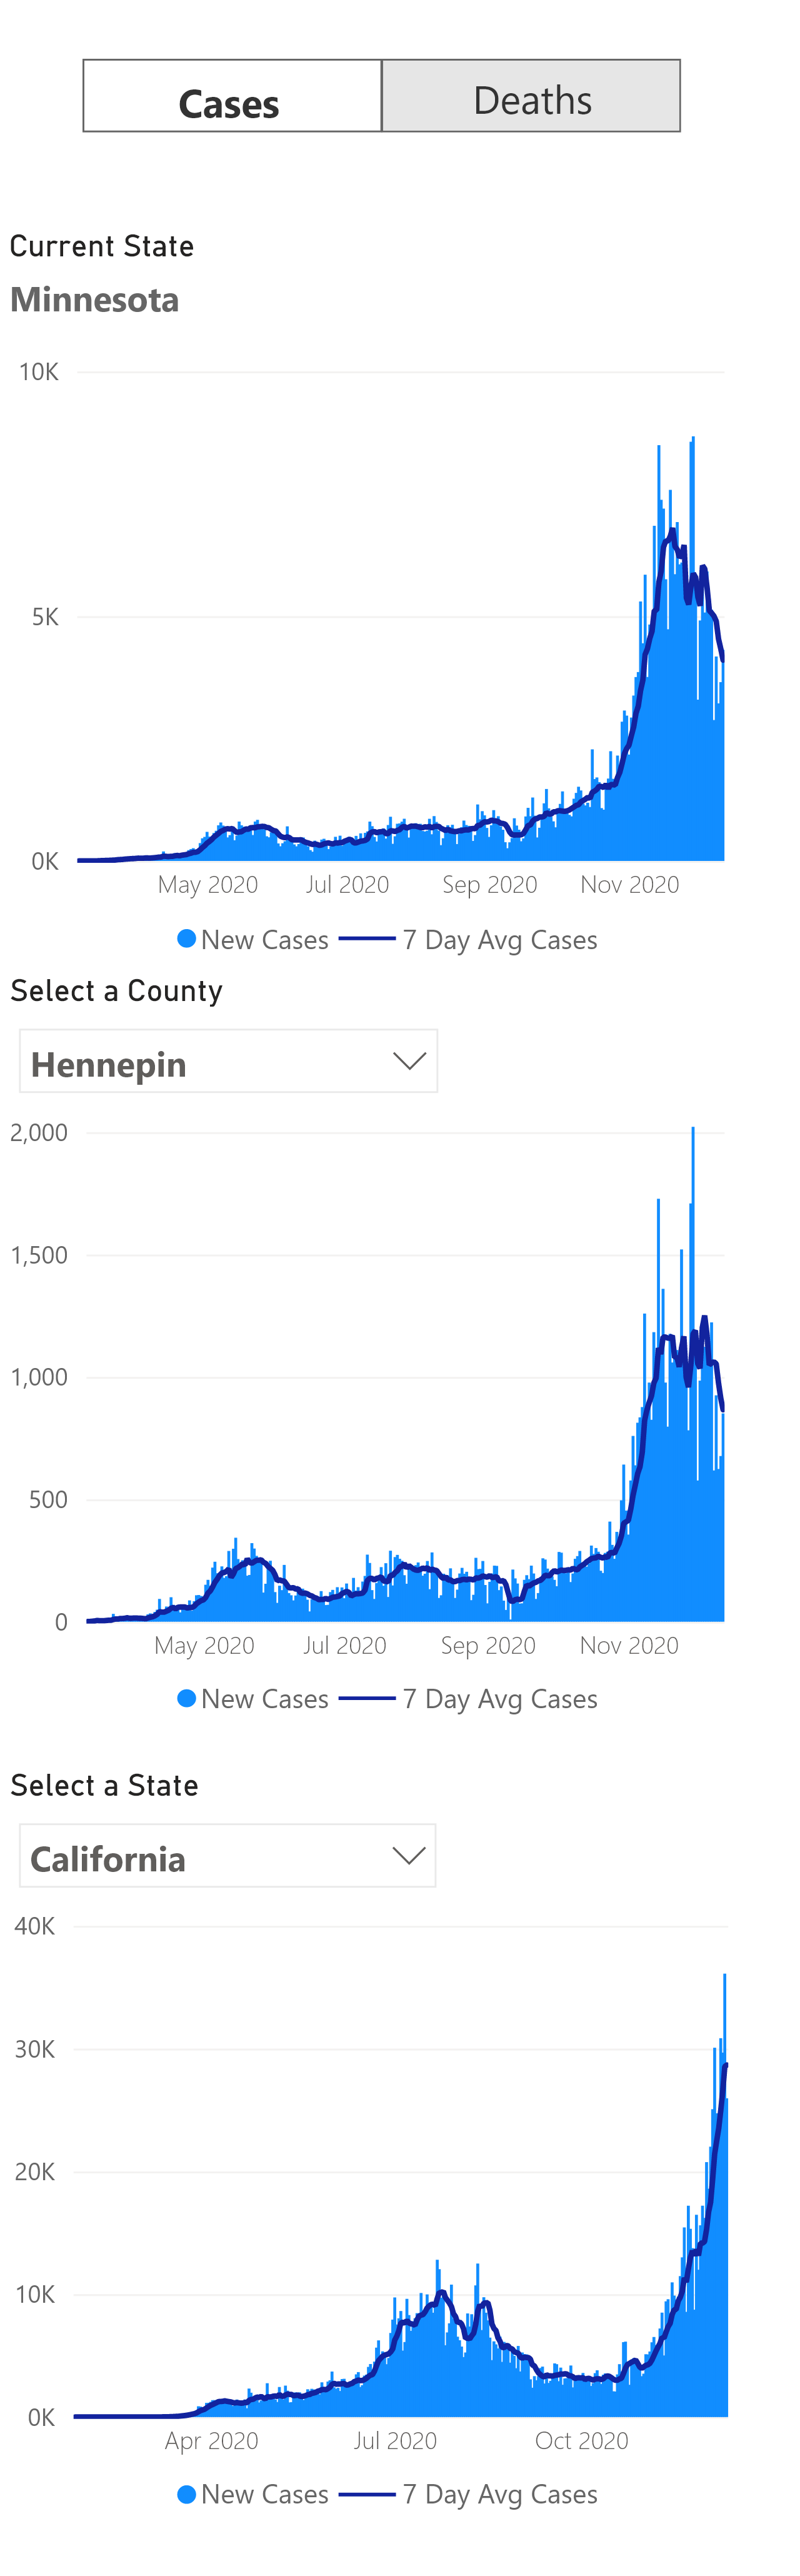 Cases Deaths
Current State
Minnesota
10K
5K
0K
May 2020 Jul 2020 Sep 2020 Nov 2020
New Cases 7 Day Avg Cases
Select a County
Hennepin
2,000
1,500
1,000
500
0
May 2020 Jul 2020 Sep 2020 Nov 2020
New Cases 7 Day Avg Cases
Select a State
California
40K
30K
20K
10K
0K
Apr 2020 Jul 2020 Oct 2020
New Cases 7 Day Avg Cases